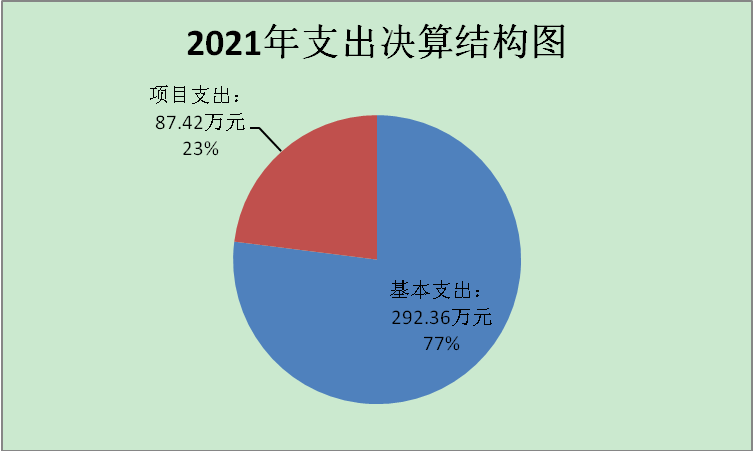 2021年支出决算结构图
项目支出：
87.42万元
23%
基本支出：
292.36万元
77%